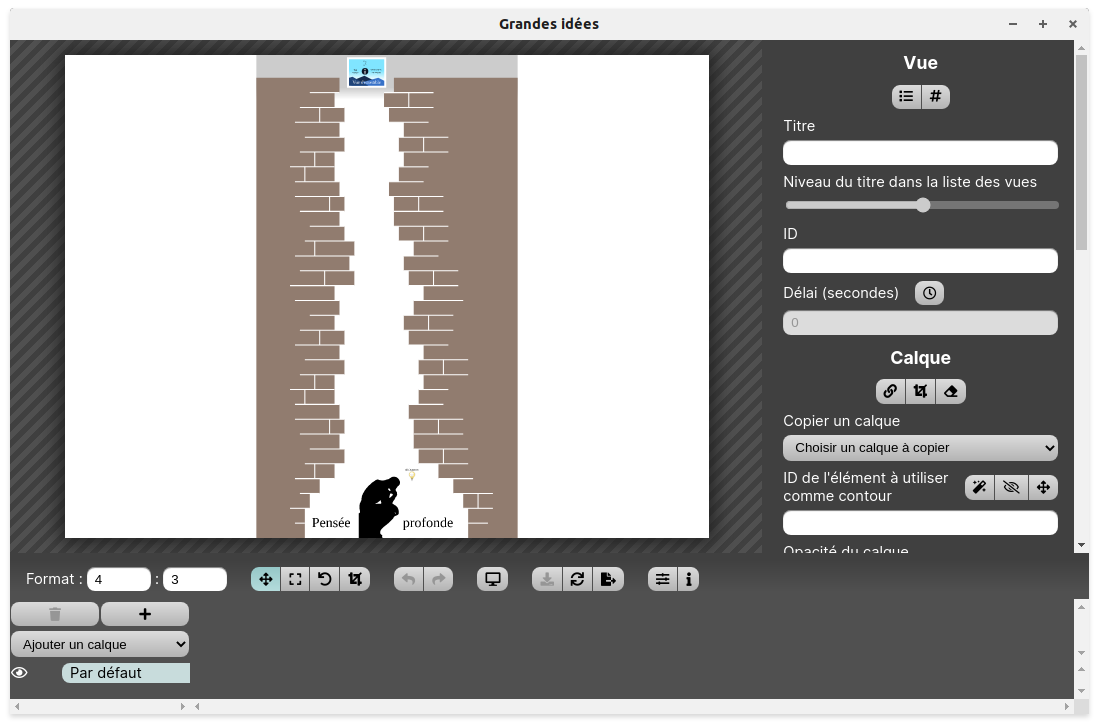 Grandes idées
Vue
Titre
Niveau du titre dans la liste des vues
ID
Délai (secondes)
0
Calque
Copier un calque
Choisir un calque à copier
ID de l'élément à utiliser
comme contour
Opacité du calque
Pensée
profonde
Format :
4
:
3
Ajouter un calque
Par défaut